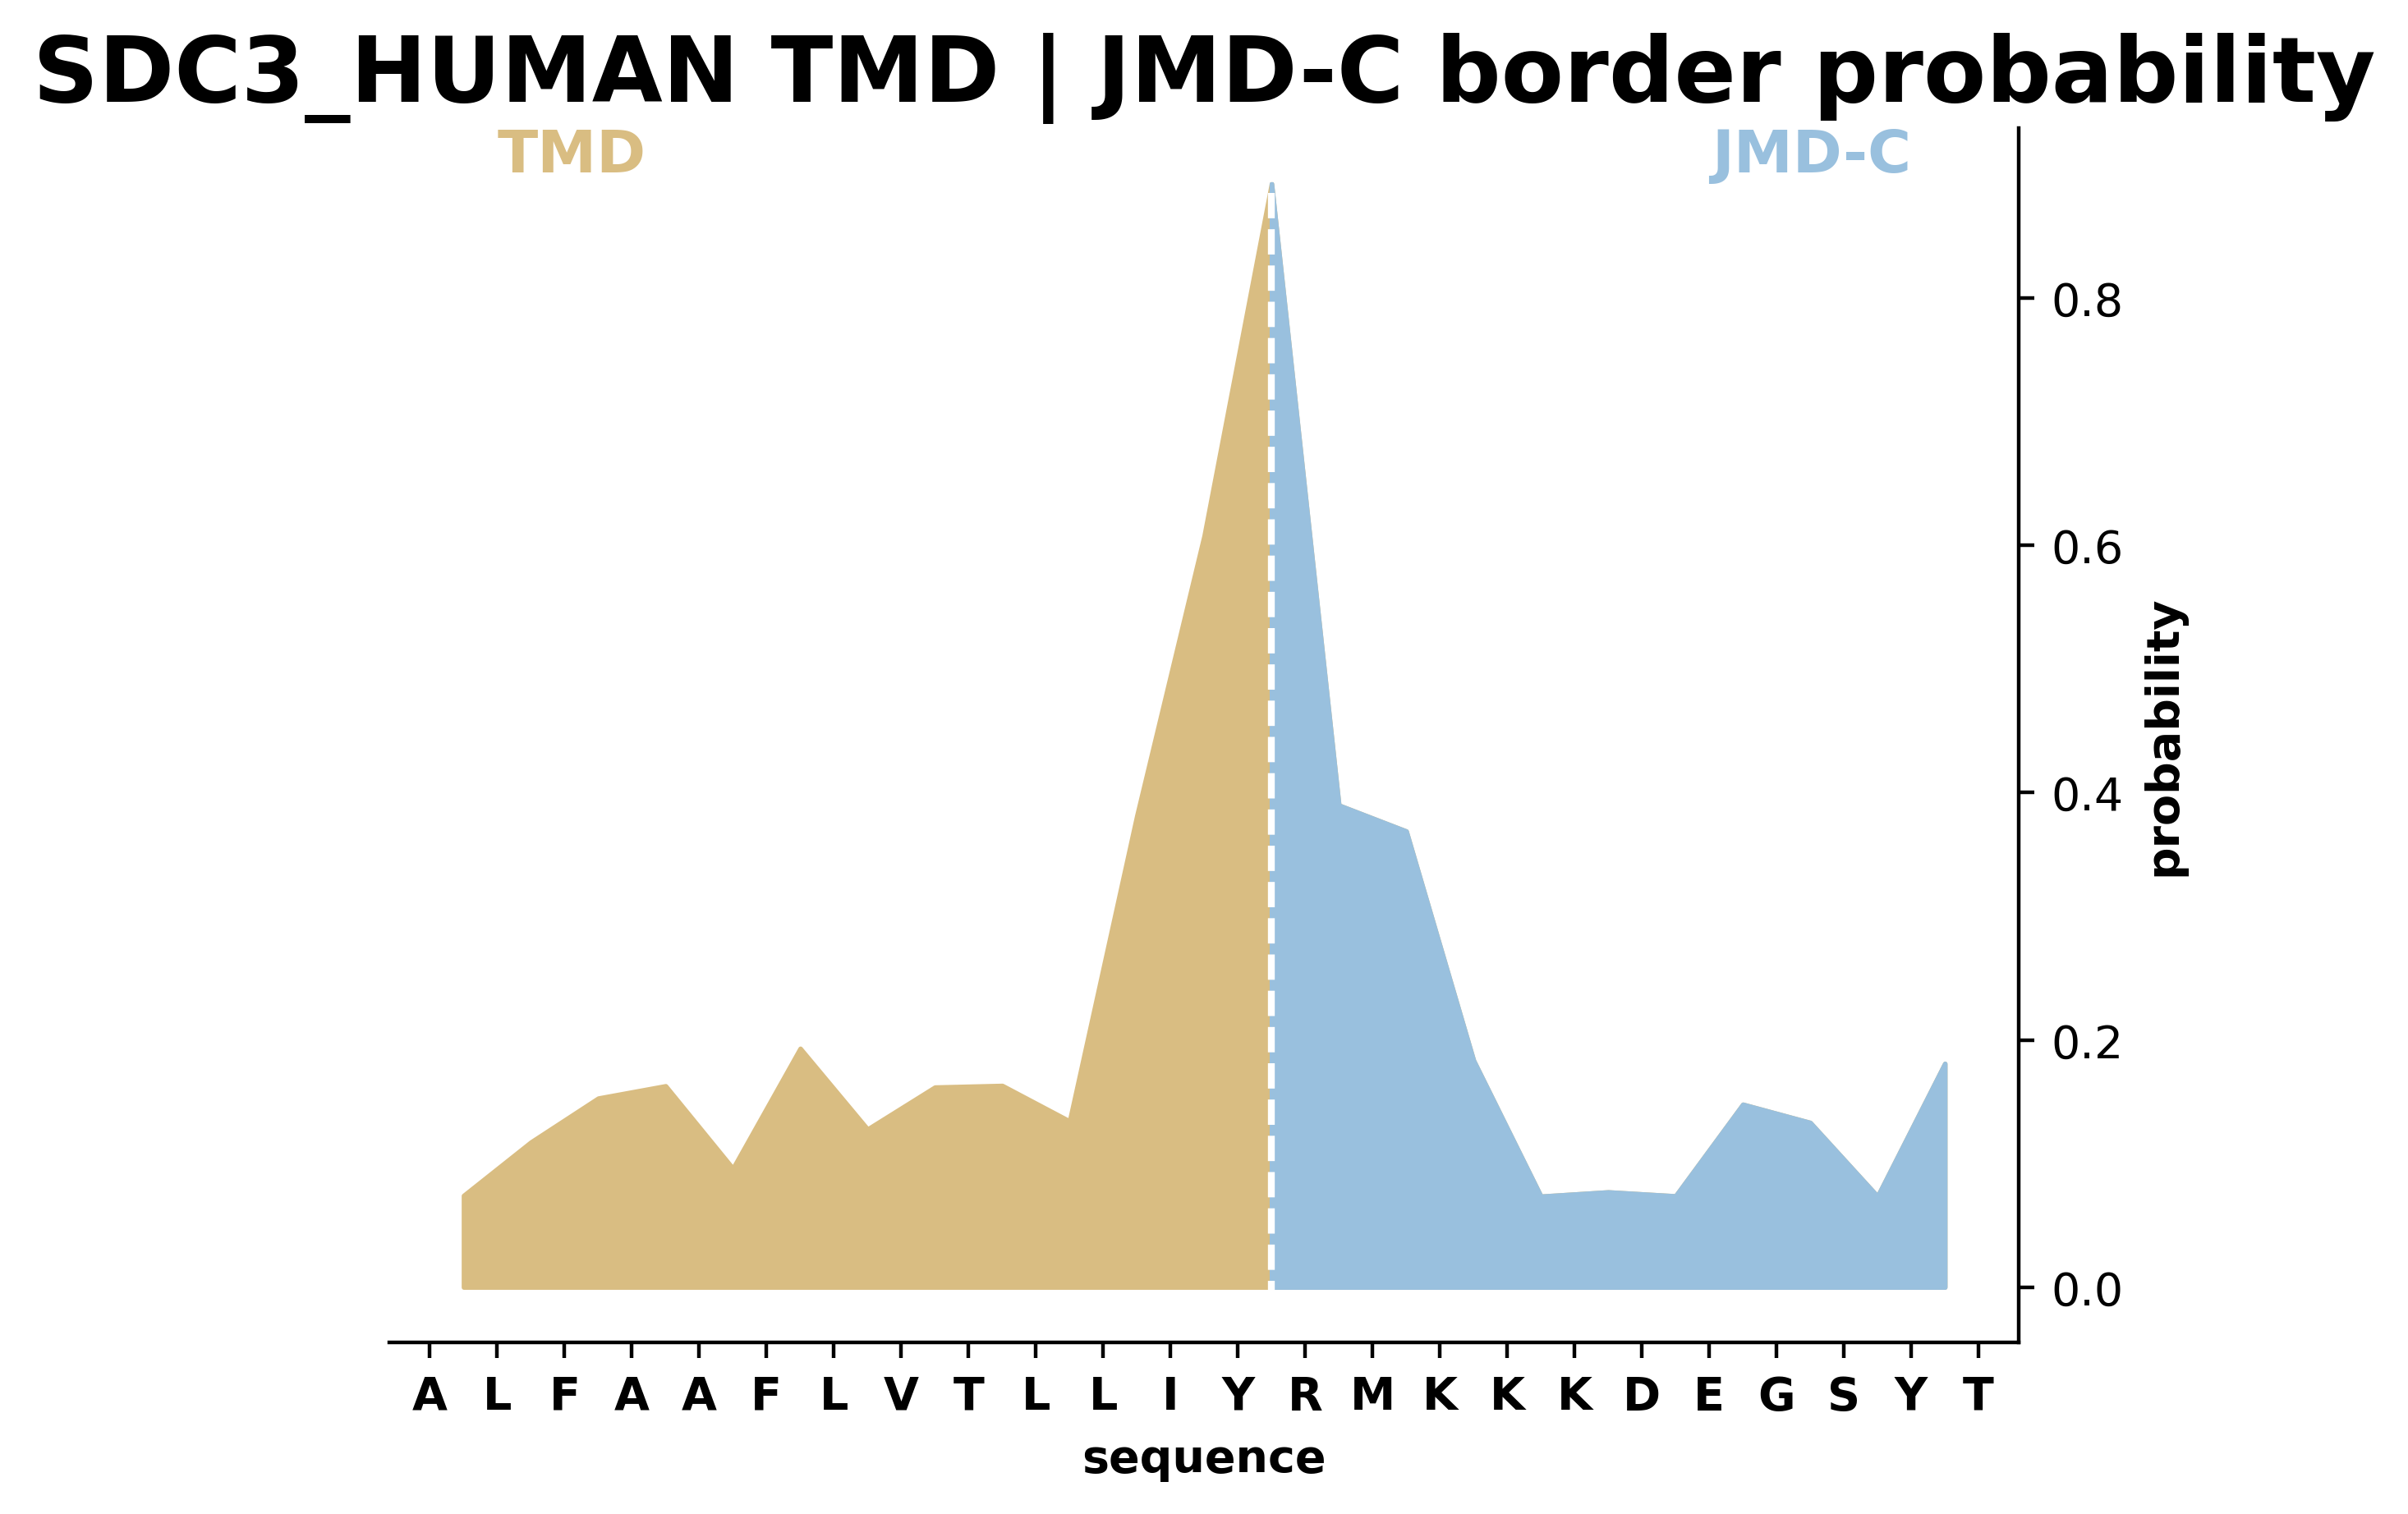 SDC3_HUMAN TMD | JMD-C border probability
TMD
JMD-C
0.8
0.6
0.4
0.2
0.0
probability
A L F A A F L V T L L I Y R M K K K D E G S Y T
sequence